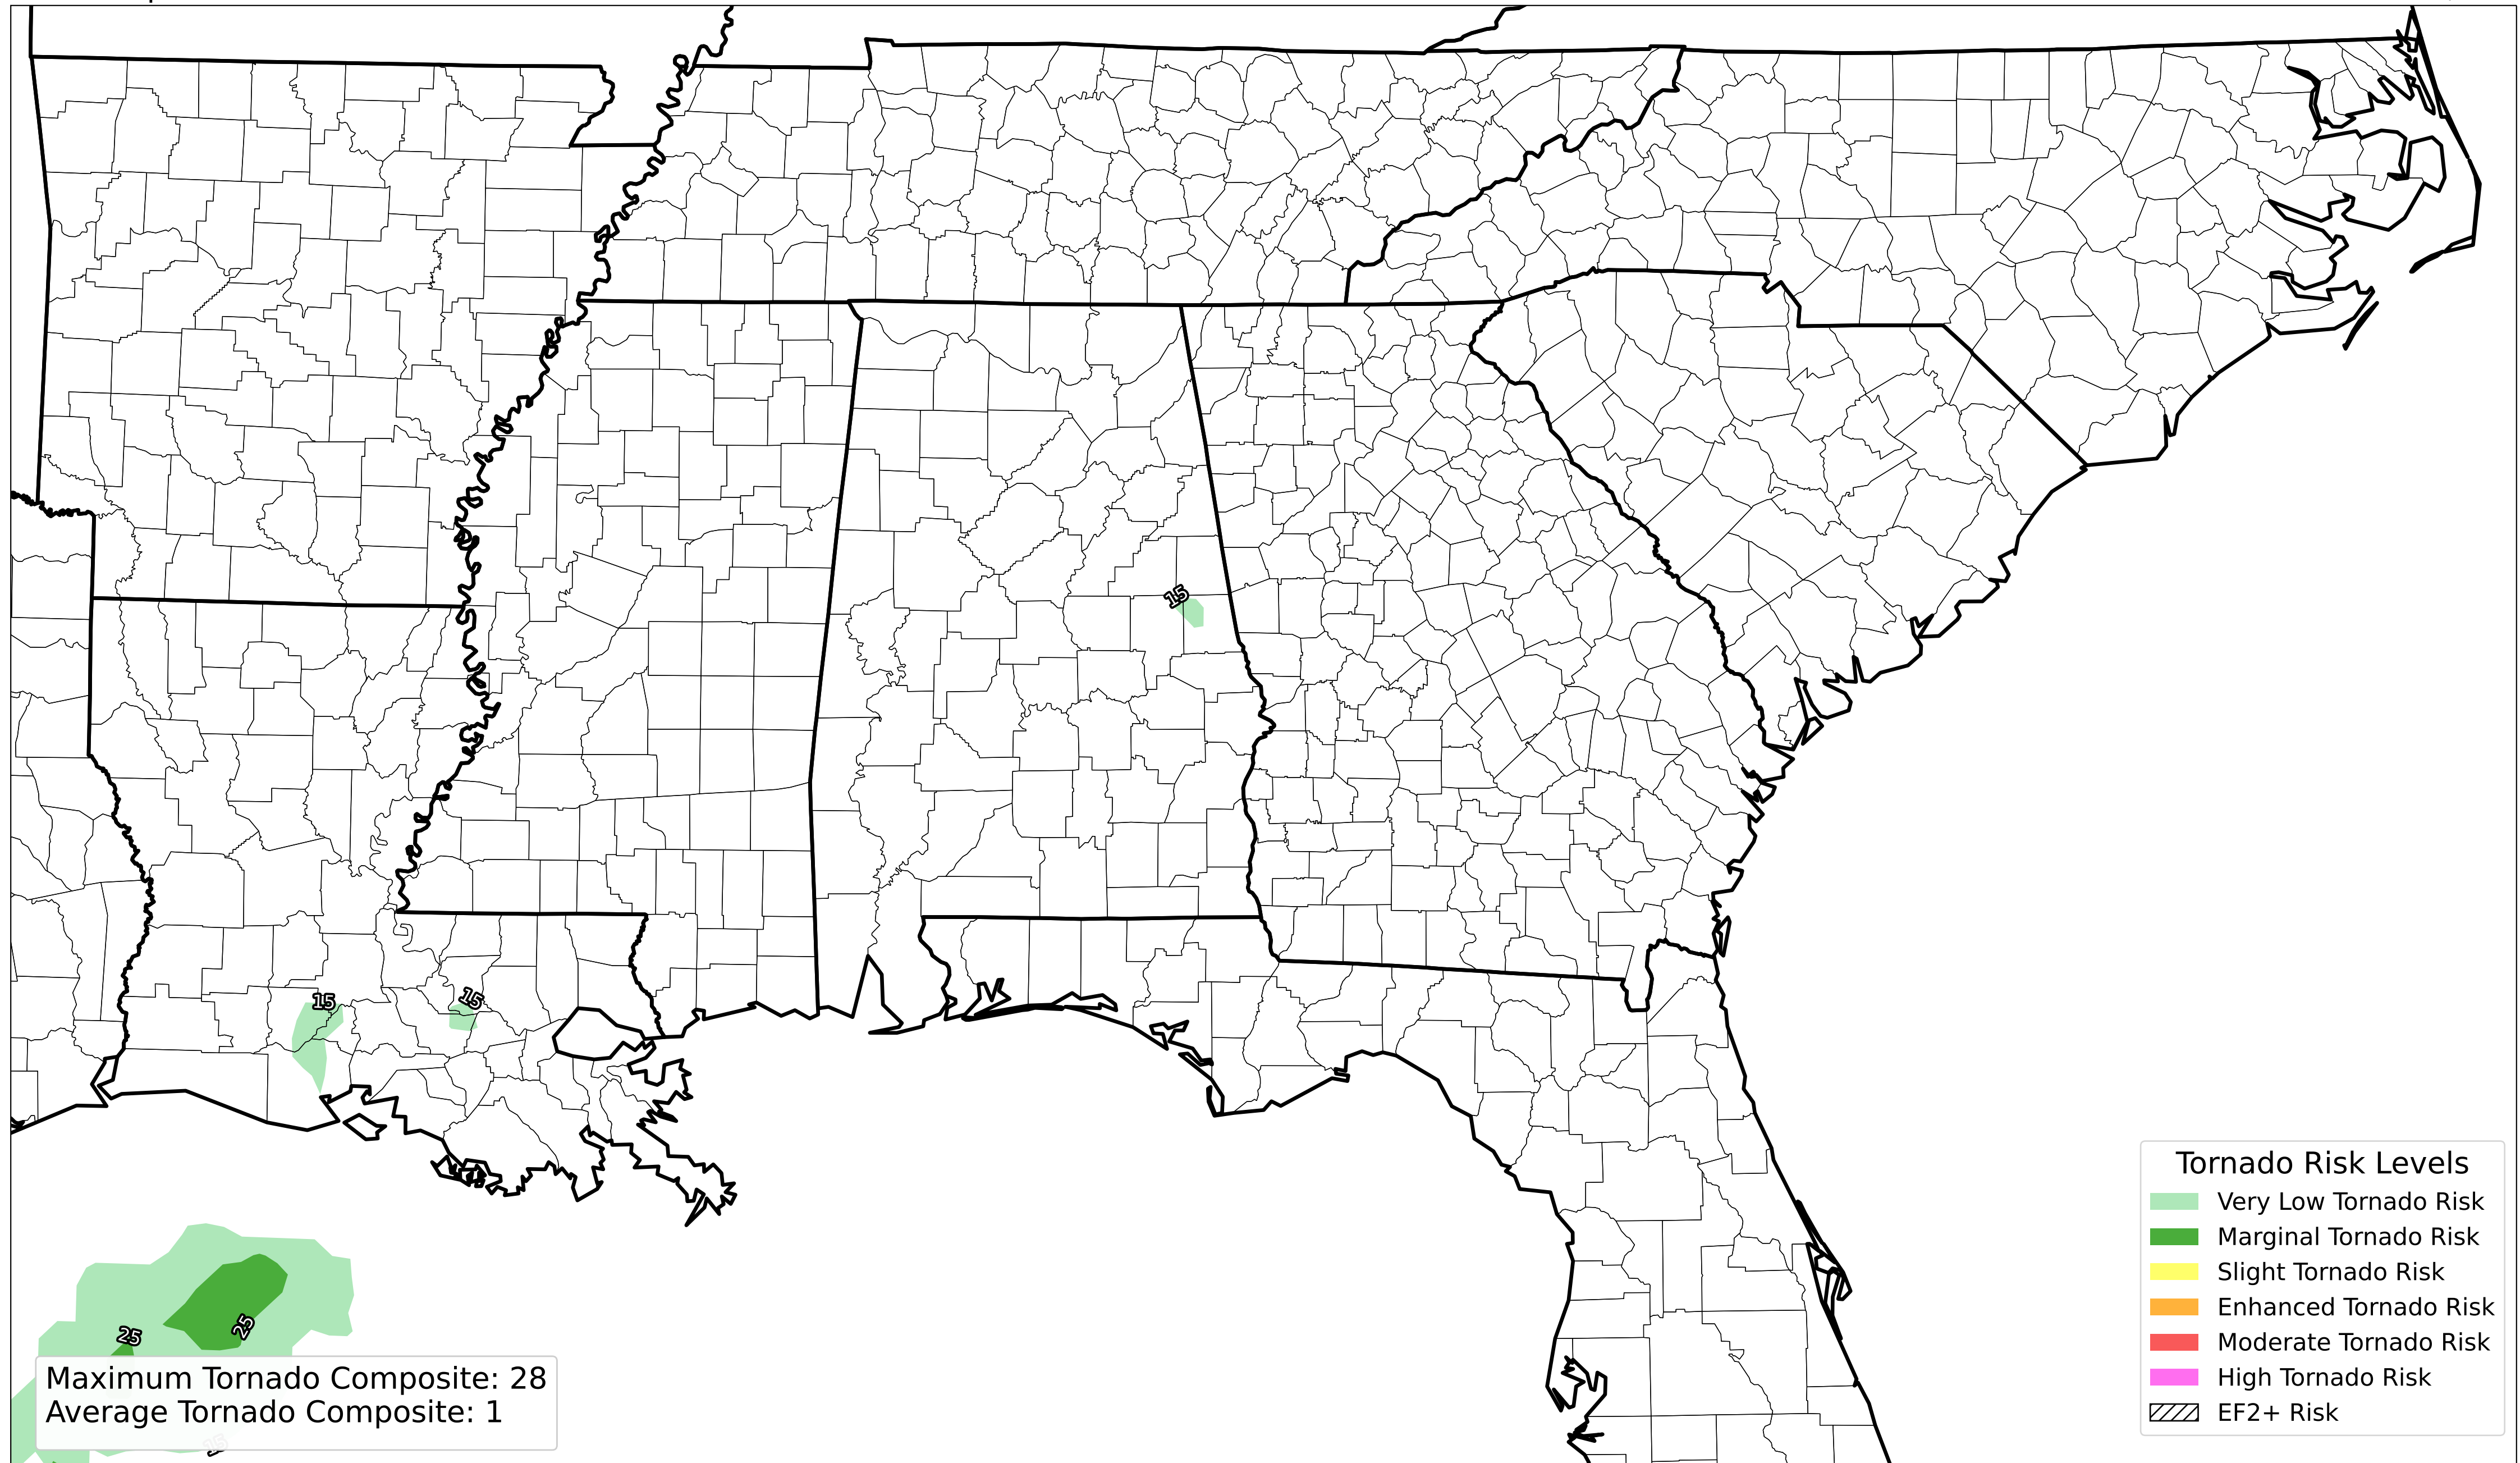 15
15
15
25
25
Maximum Tornado Composite: 28
Average Tornado Composite: 1
15
Tornado Risk Levels
Very Low Tornado Risk
Marginal Tornado Risk
Slight Tornado Risk
Enhanced Tornado Risk
Moderate Tornado Risk
High Tornado Risk
EF2+ Risk